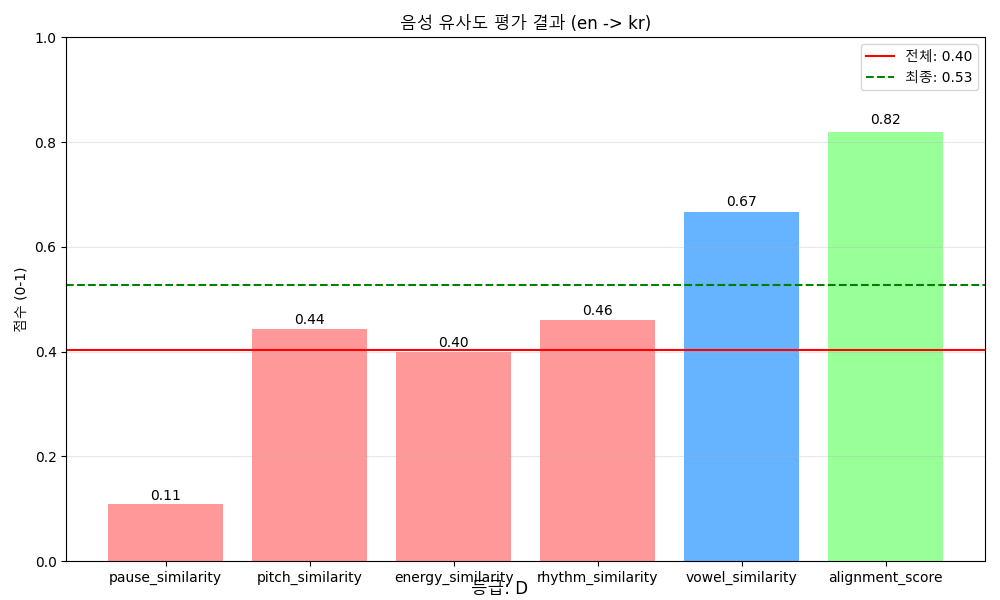 음성 유사도 평가 결과 (en -> kr)
전체: 0.40
최종: 0.53
점수 (0-1)
1.0
0.8
0.6
0.4
0.2
0.0
0.11
0.44
0.40
0.46
0.67
0.82
pause_similarity
pitch_similarity
energy_similarity
rhythm_similarity
vowel_similarity
alignment_score
등급: D